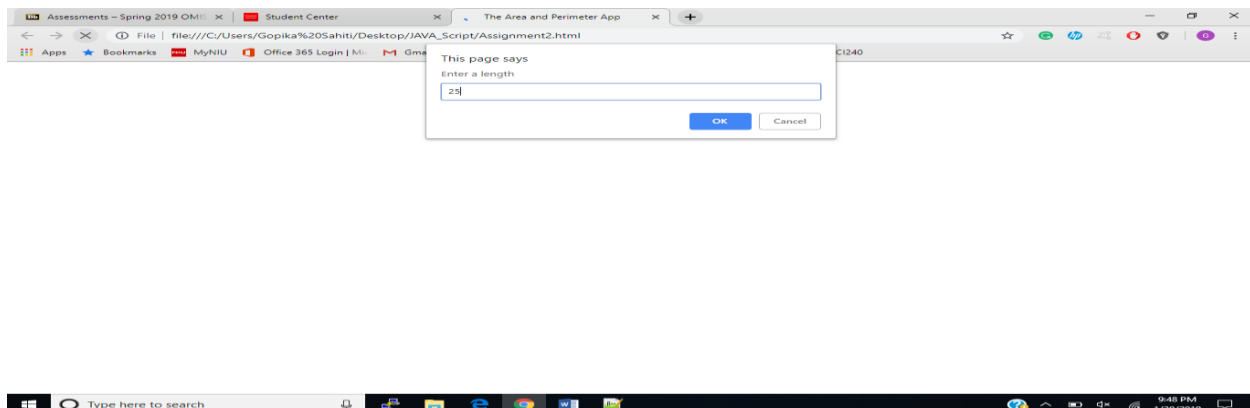 Assessments – Spring 2019 OMIS
Student Center
The Area and Perimeter App
File | file:///C:/Users/Gopika%20Sahiti/Desktop/JAVA_Script/Assignment2.html
Apps Bookmarks MyNIU Office 365 Login | Mi Gma CI240
This page says
Enter a length
25
OK Cancel
Type here to search
9:48 PM